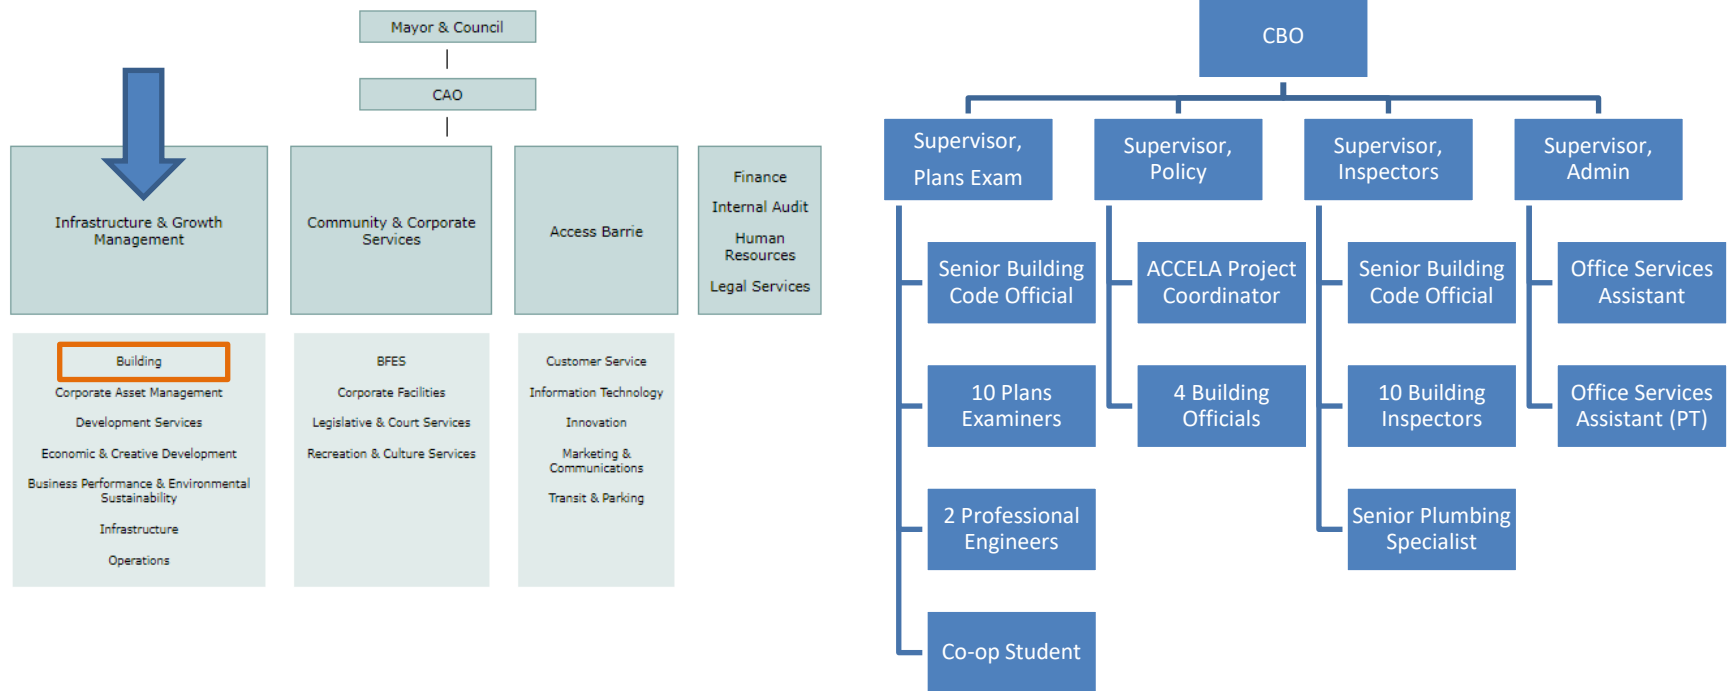 Mayor & Council
CAO
Infrastructure & Growth
Management
Community & Corporate
Services
Access Barrie
Finance
Internal Audit
Human
Resources
Legal Services
Building
Corporate Asset Management
Development Services
Economic & Creative Development
Business Performance & Environmental
Sustainability
Infrastructure
Operations
BFES
Corporate Facilities
Legislative & Court Services
Recreation & Culture Services
Customer Service
Information Technology
Innovation
Marketing &
Communications
Transit & Parking
CBO
Supervisor,
Plans Exam
Senior Building
Code Official
10 Plans
Examiners
2 Professional
Engineers
Co-op Student
Supervisor,
Policy
ACCELA Project
Coordinator
4 Building
Officials
Supervisor,
Inspectors
Senior Building
Code Official
10 Building
Inspectors
Senior Plumbing
Specialist
Supervisor,
Admin
Office Services
Assistant
Office Services
Assistant (PT)